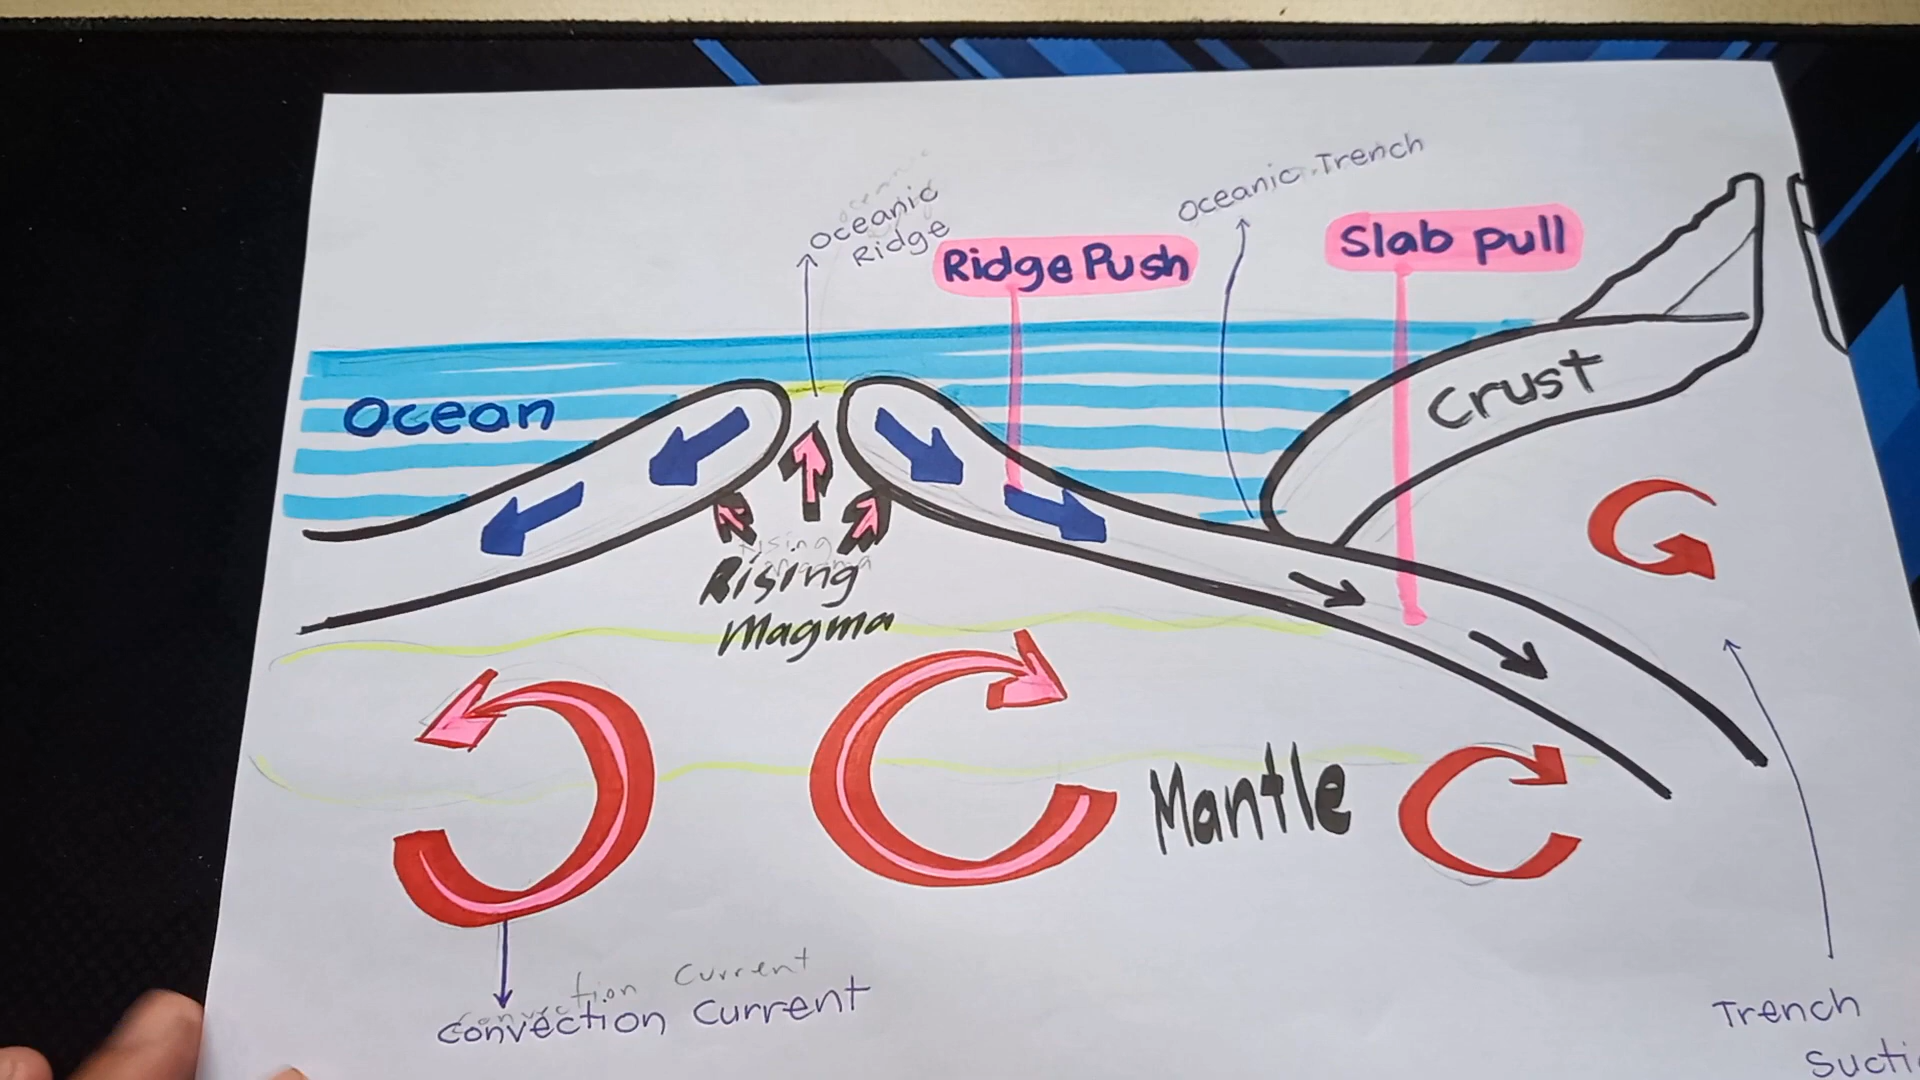 Oceanic
Ridge
Oceanic Trench
Ridge Push
Slab pull
Ocean
Crust
Rising
Magma
Mantle
Convection Current
Convection Current
Trench